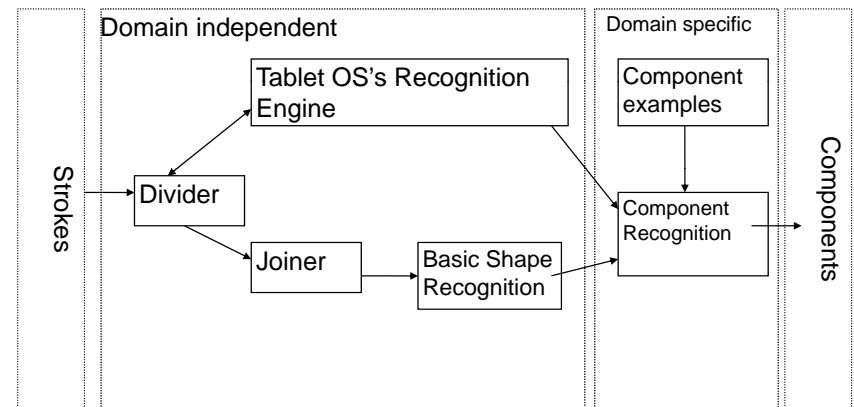 Domain independent
Domain specific
Tablet OS's Recognition
Engine
Component
examples
Strokes
Divider
Component
Recognition
Components
Joiner
Basic Shape
Recognition